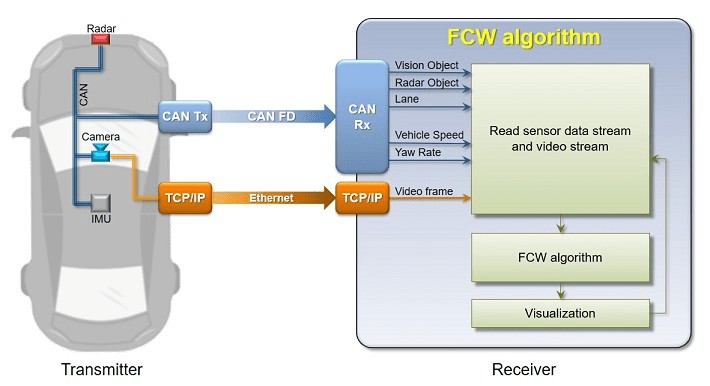 Radar
CAN
Camera
IMU
Transmitter
CAN Tx
CAN FD
TCP/IP
Ethernet
FCW algorithm
CAN
Rx
TCP/IP
Vision Object
Radar Object
Lane
Vehicle Speed
Yaw Rate
Video frame
Read sensor data stream
and video stream
FCW algorithm
Visualization
Receiver